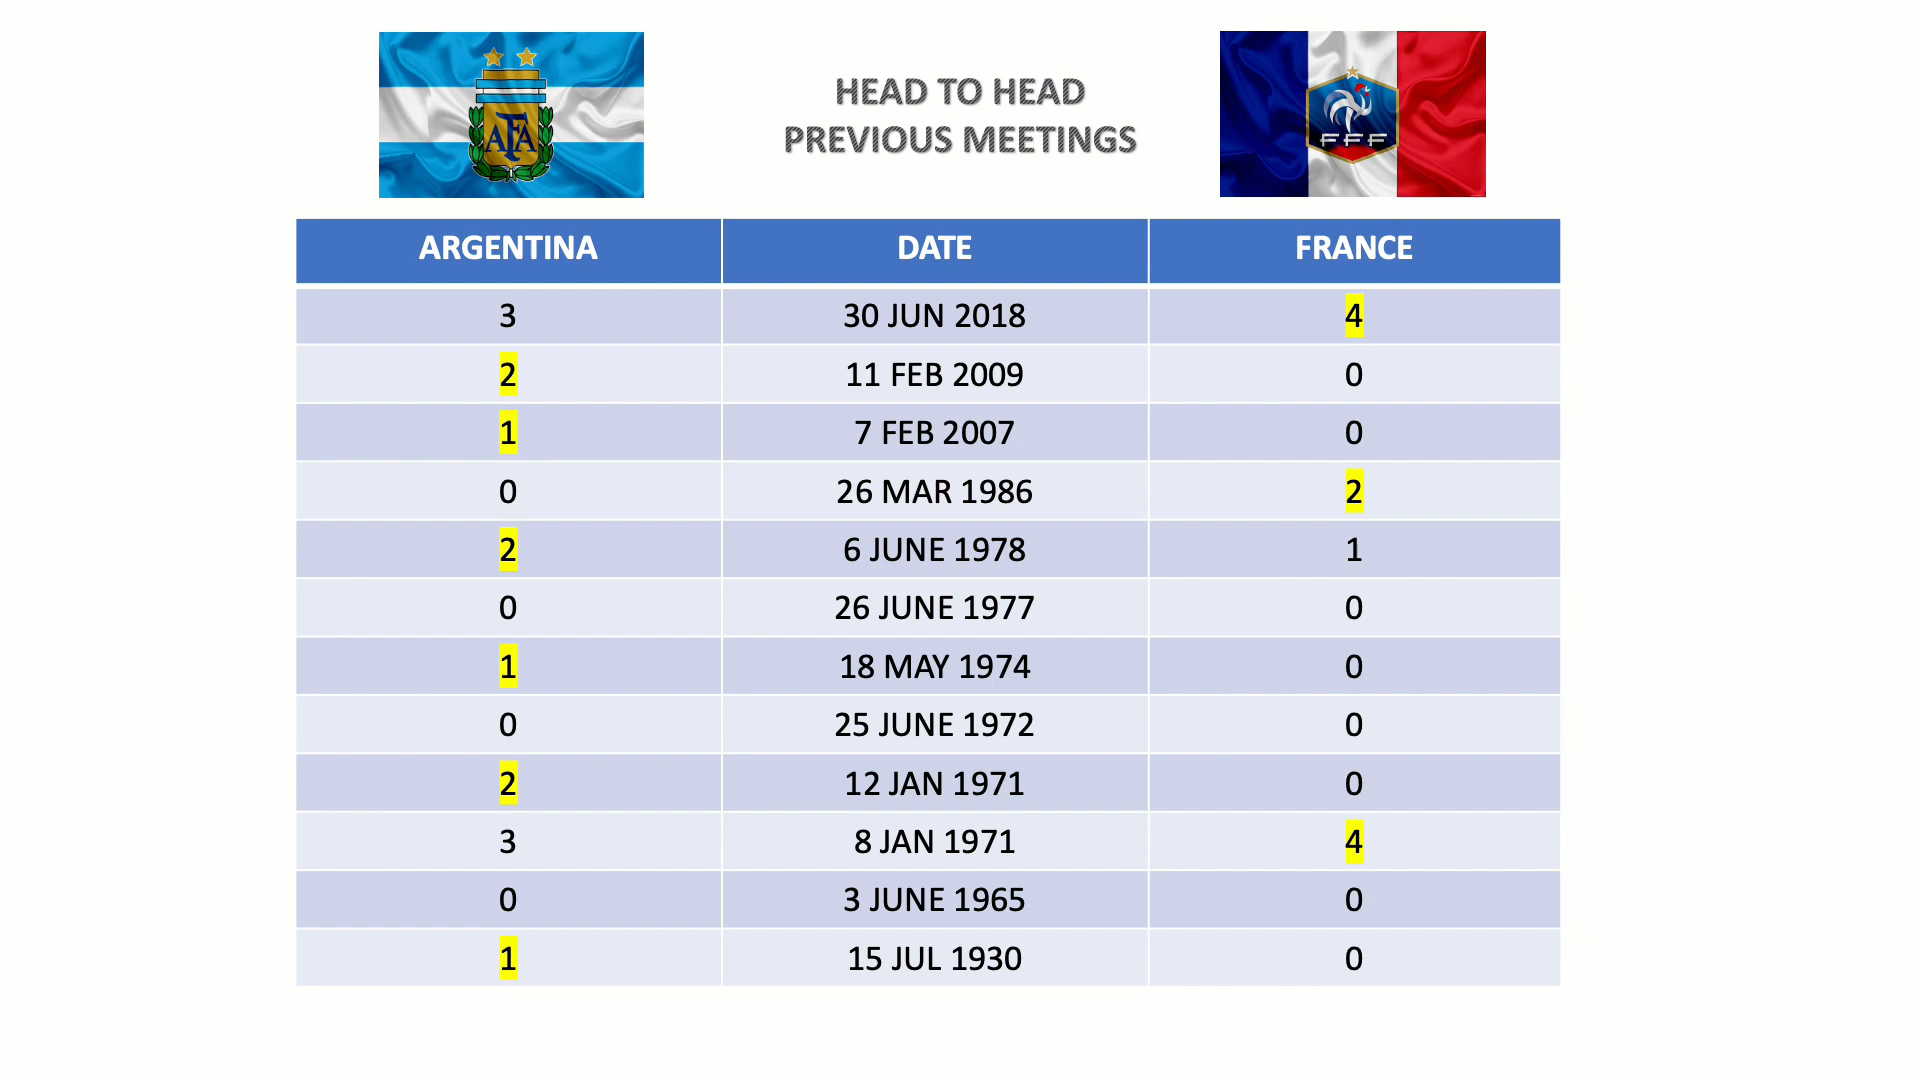 HEAD TO HEAD
PREVIOUS MEETINGS
AFA
FFF
ARGENTINA DATE FRANCE
3 30 JUN 2018 4
2 11 FEB 2009 0
1 7 FEB 2007 0
0 26 MAR 1986 2
2 6 JUNE 1978 1
0 26 JUNE 1977 0
1 18 MAY 1974 0
0 25 JUNE 1972 0
2 12 JAN 1971 0
3 8 JAN 1971 4
0 3 JUNE 1965 0
1 15 JUL 1930 0